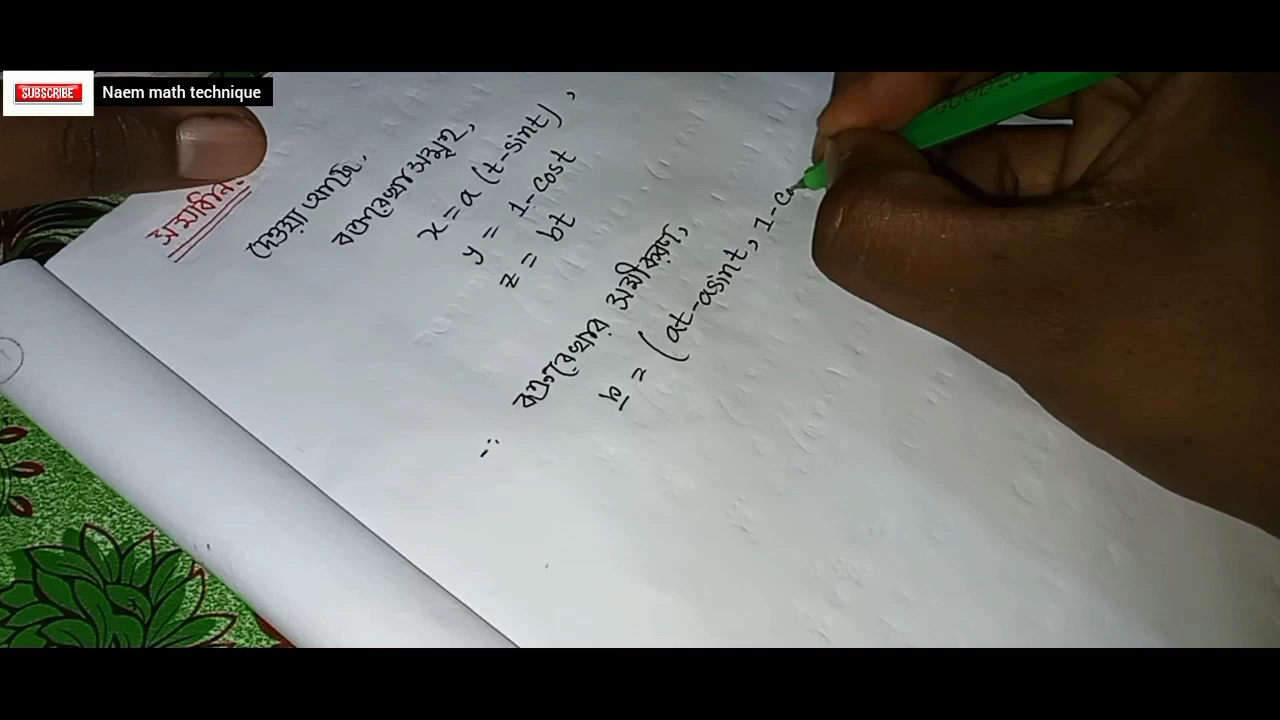 SUBSCRIBE
Naem math technique
সমাধান:
দেওয়া আছে,
বক্ররেখা সমূহ,
x = a (t-sint),
y = 1-cost
z = bt
∴ বক্ররেখার সমীকরণ,
r = (at-asint, 1-co